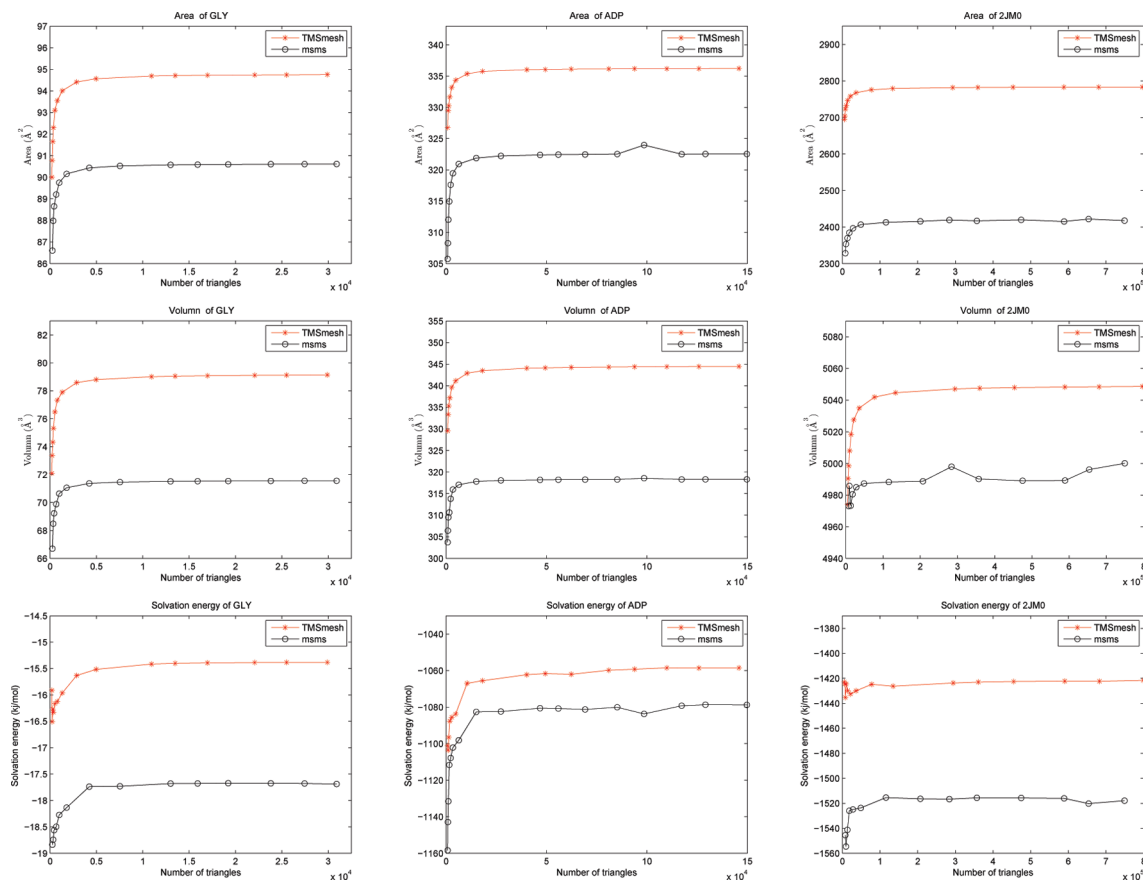 Area of GLY
97
96
95
94
93
92
91
90
89
88
87
86
Area (Å²)
TMSmesh
msms
0 0.5 1 1.5 2 2.5 3
Number of triangles
x 10⁴
Area of ADP
340
335
330
325
320
315
310
305
Area (Å²)
TMSmesh
msms
0 5 10 15
Number of triangles
x 10⁴
Area of 2JM0
2900
2800
2700
2600
2500
2400
2300
Area (Å²)
TMSmesh
msms
0 1 2 3 4 5 6 7 8
Number of triangles
x 10⁵
Volumn of GLY
82
80
78
76
74
72
70
68
66
Volumn (Å³)
TMSmesh
msms
0 0.5 1 1.5 2 2.5 3
Number of triangles
x 10⁴
Volumn of ADP
355
350
345
340
335
330
325
320
315
310
305
300
Volumn (Å³)
TMSmesh
msms
0 5 10 15
Number of triangles
x 10⁴
Volumn of 2JM0
5080
5060
5040
5020
5000
4980
4960
4940
Volumn (Å³)
TMSmesh
msms
0 1 2 3 4 5 6 7 8
Number of triangles
x 10⁵
Solvation energy of GLY
−14.5
−15
−15.5
−16
−16.5
−17
−17.5
−18
−18.5
−19
Solvation energy (kj/mol)
TMSmesh
msms
0 0.5 1 1.5 2 2.5 3
Number of triangles
x 10⁴
Solvation energy of ADP
−1040
−1060
−1080
−1100
−1120
−1140
−1160
Solvation energy (kj/mol)
TMSmesh
msms
0 5 10 15
Number of triangles
x 10⁴
Solvation energy of 2JM0
−1380
−1400
−1420
−1440
−1460
−1480
−1500
−1520
−1540
−1560
Solvation energy (kj/mol)
TMSmesh
msms
0 1 2 3 4 5 6 7 8
Number of triangles
x 10⁵